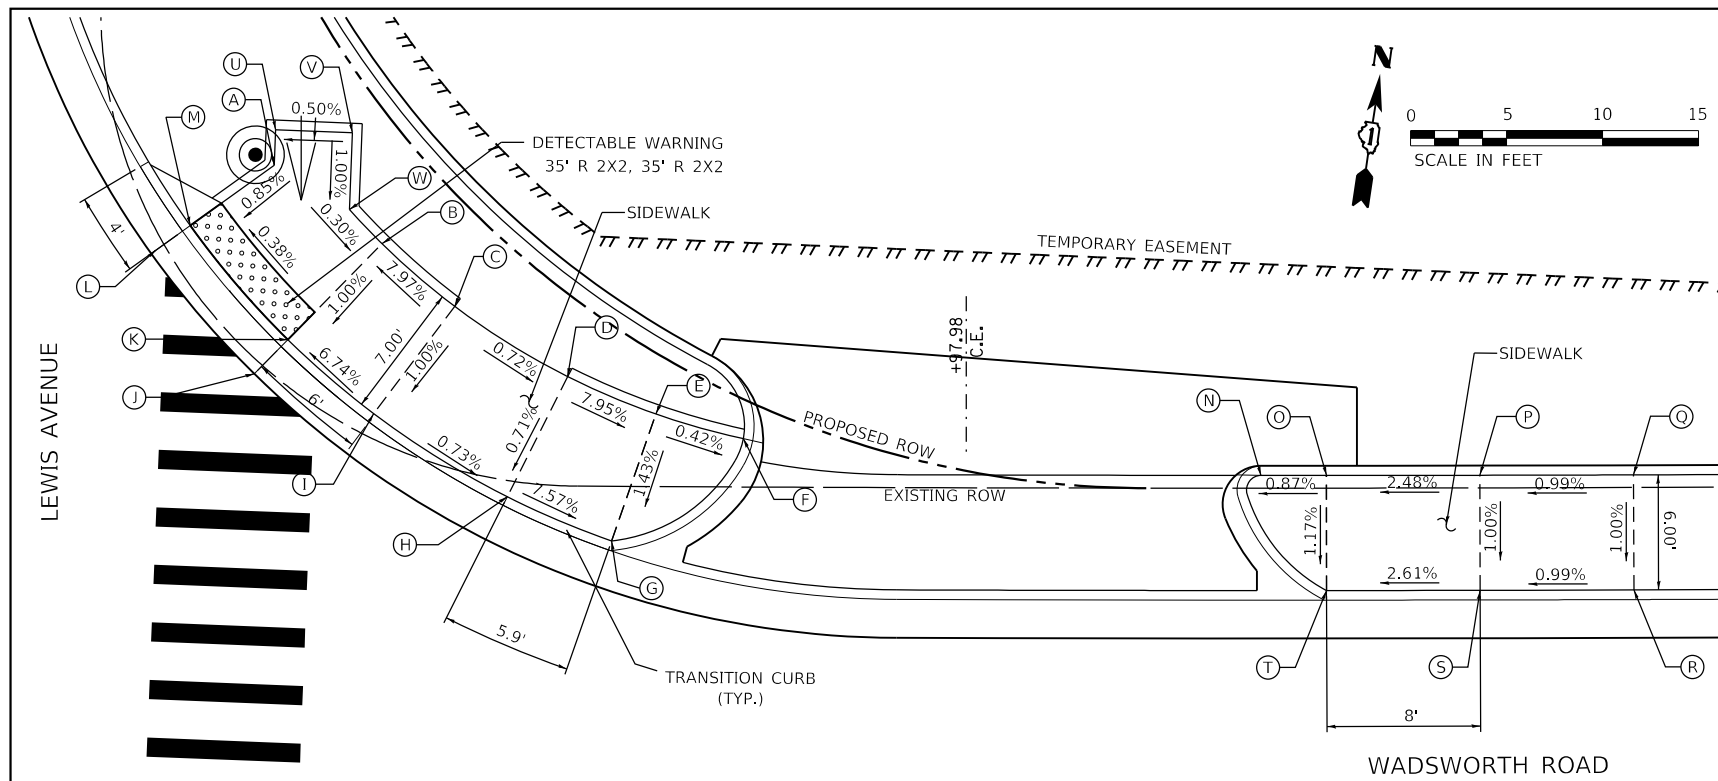 U
V
A
M
0.50%
DETECTABLE WARNING
35' R 2X2, 35' R 2X2
N
1
0
5
10
15
SCALE IN FEET
1.00%
W
0.85%
SIDEWALK
B
0.30%
4'
0.38%
TEMPORARY EASEMENT
C
7.97%
L
1.00%
K
7.00'
D
+97.98
C.E.
SIDEWALK
6.74%
1.00%
0.72%
LEWIS AVENUE
J
6'
E
7.95%
N
O
P
Q
PROPOSED ROW
0.71%
0.42%
0.73%
1.43%
I
0.87%
2.48%
0.99%
EXISTING ROW
F
7.57%
1.17%
1.00%
1.00%
6.00'
H
2.61%
0.99%
G
5.9'
T
S
R
TRANSITION CURB
(TYP.)
8'
WADSWORTH ROAD